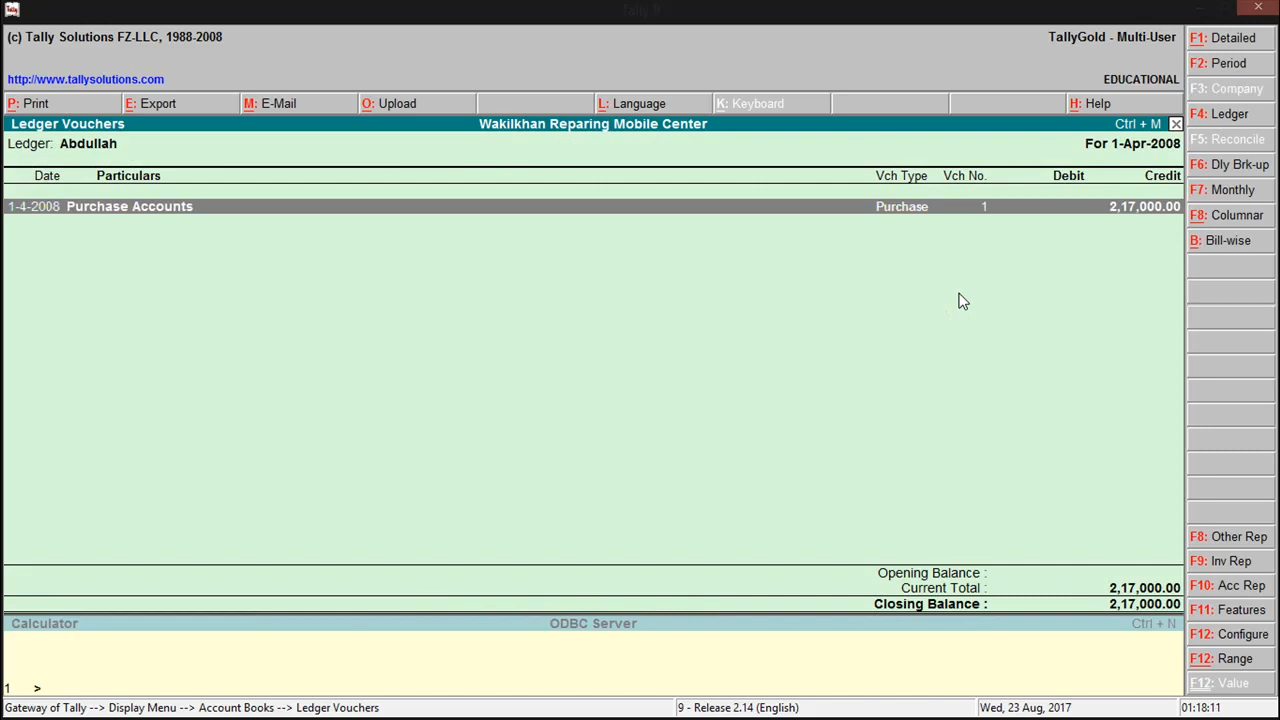 Tally 9
(c) Tally Solutions FZ-LLC, 1988-2008 TallyGold - Multi-User
http://www.tallysolutions.com EDUCATIONAL
P: Print E: Export M: E-Mail O: Upload L: Language K: Keyboard H: Help
Ledger Vouchers Wakilkhan Reparing Mobile Center Ctrl + M
Ledger: Abdullah For 1-Apr-2008
Date Particulars Vch Type Vch No. Debit Credit
1-4-2008 Purchase Accounts Purchase 1 2,17,000.00
Opening Balance :
Current Total : 2,17,000.00
Closing Balance : 2,17,000.00
Calculator ODBC Server Ctrl + N
1 >
F1: Detailed
F2: Period
F3: Company
F4: Ledger
F5: Reconcile
F6: Dly Brk-up
F7: Monthly
F8: Columnar
B: Bill-wise
F8: Other Rep
F9: Inv Rep
F10: Acc Rep
F11: Features
F12: Configure
F12: Range
F12: Value
Gateway of Tally --> Display Menu --> Account Books --> Ledger Vouchers 9 - Release 2.14 (English) Wed, 23 Aug, 2017 01:18:11